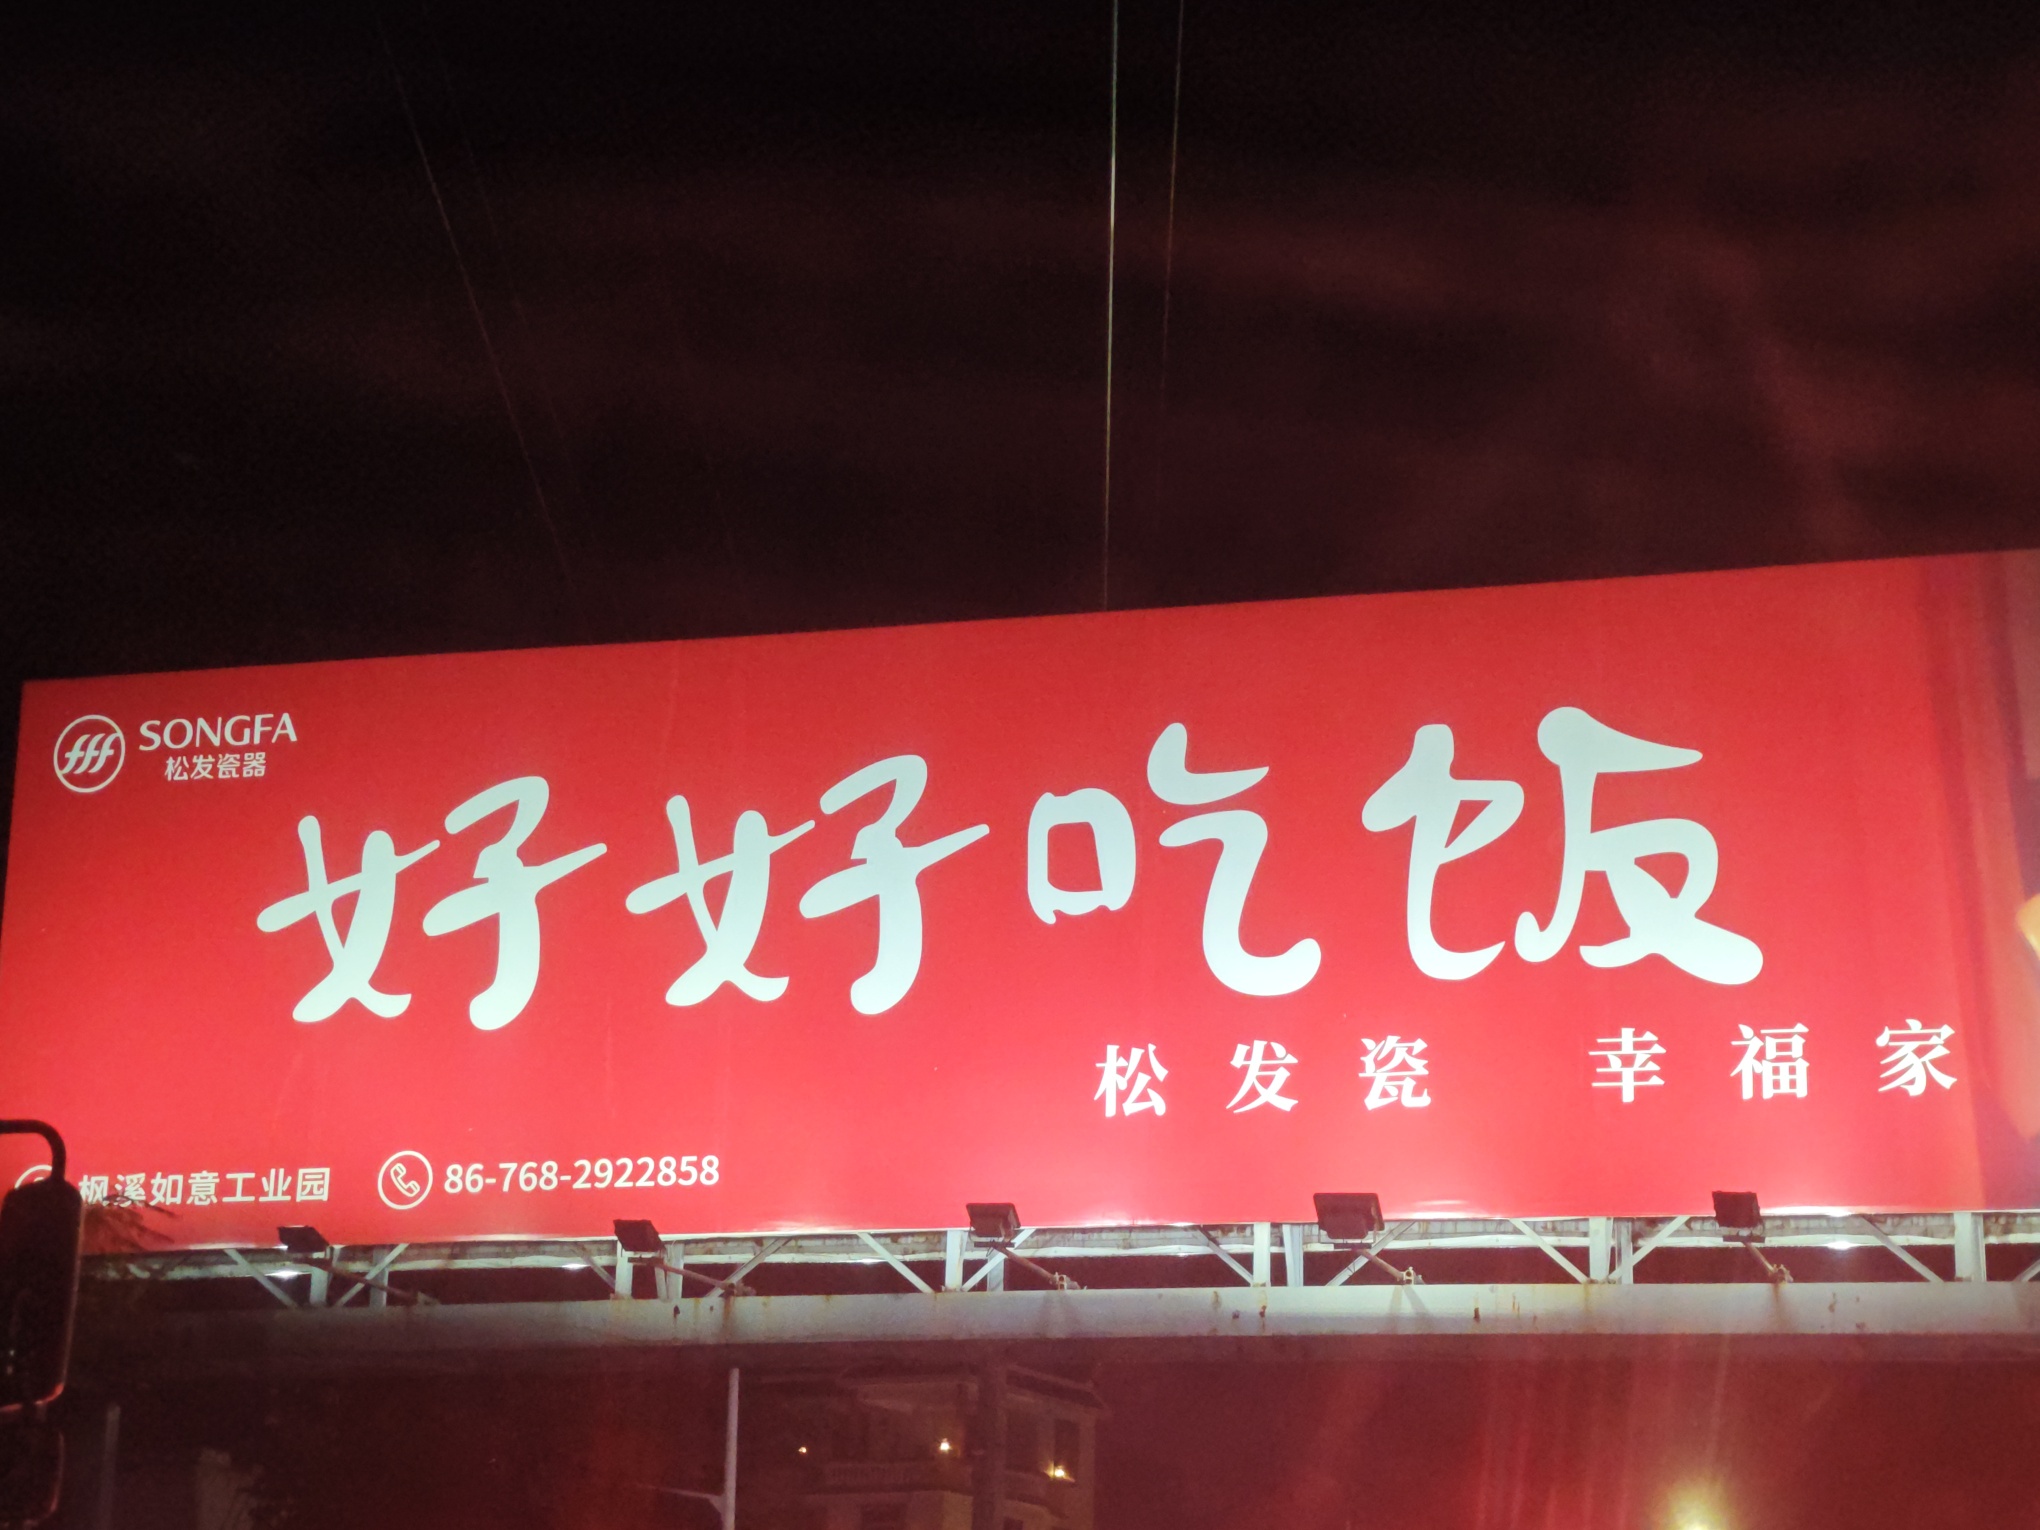 SONGFA
松发瓷器
好好吃饭
松发瓷 幸福家
枫溪如意工业园
86-768-2922858